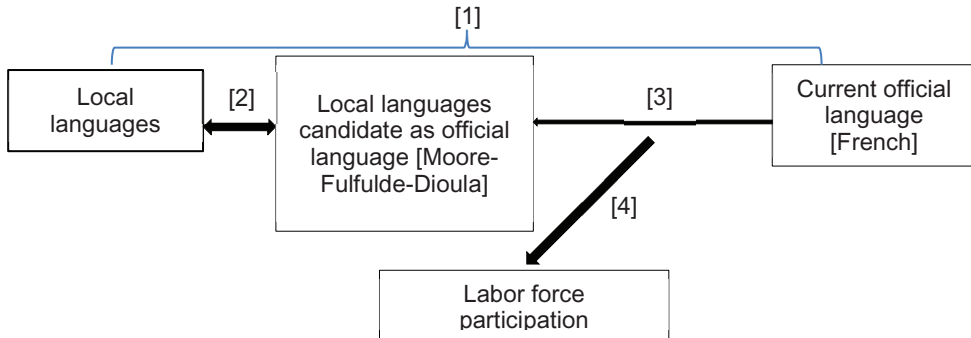 [1]
Local
languages
[2]
Local languages
candidate as official
language [Moore-
Fulfulde-Dioula]
[3]
Current official
language
[French]
[4]
Labor force
participation